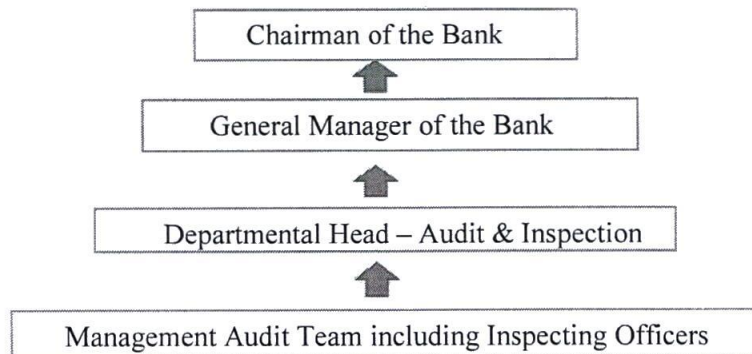 Chairman of the Bank
General Manager of the Bank
Departmental Head – Audit & Inspection
Management Audit Team including Inspecting Officers